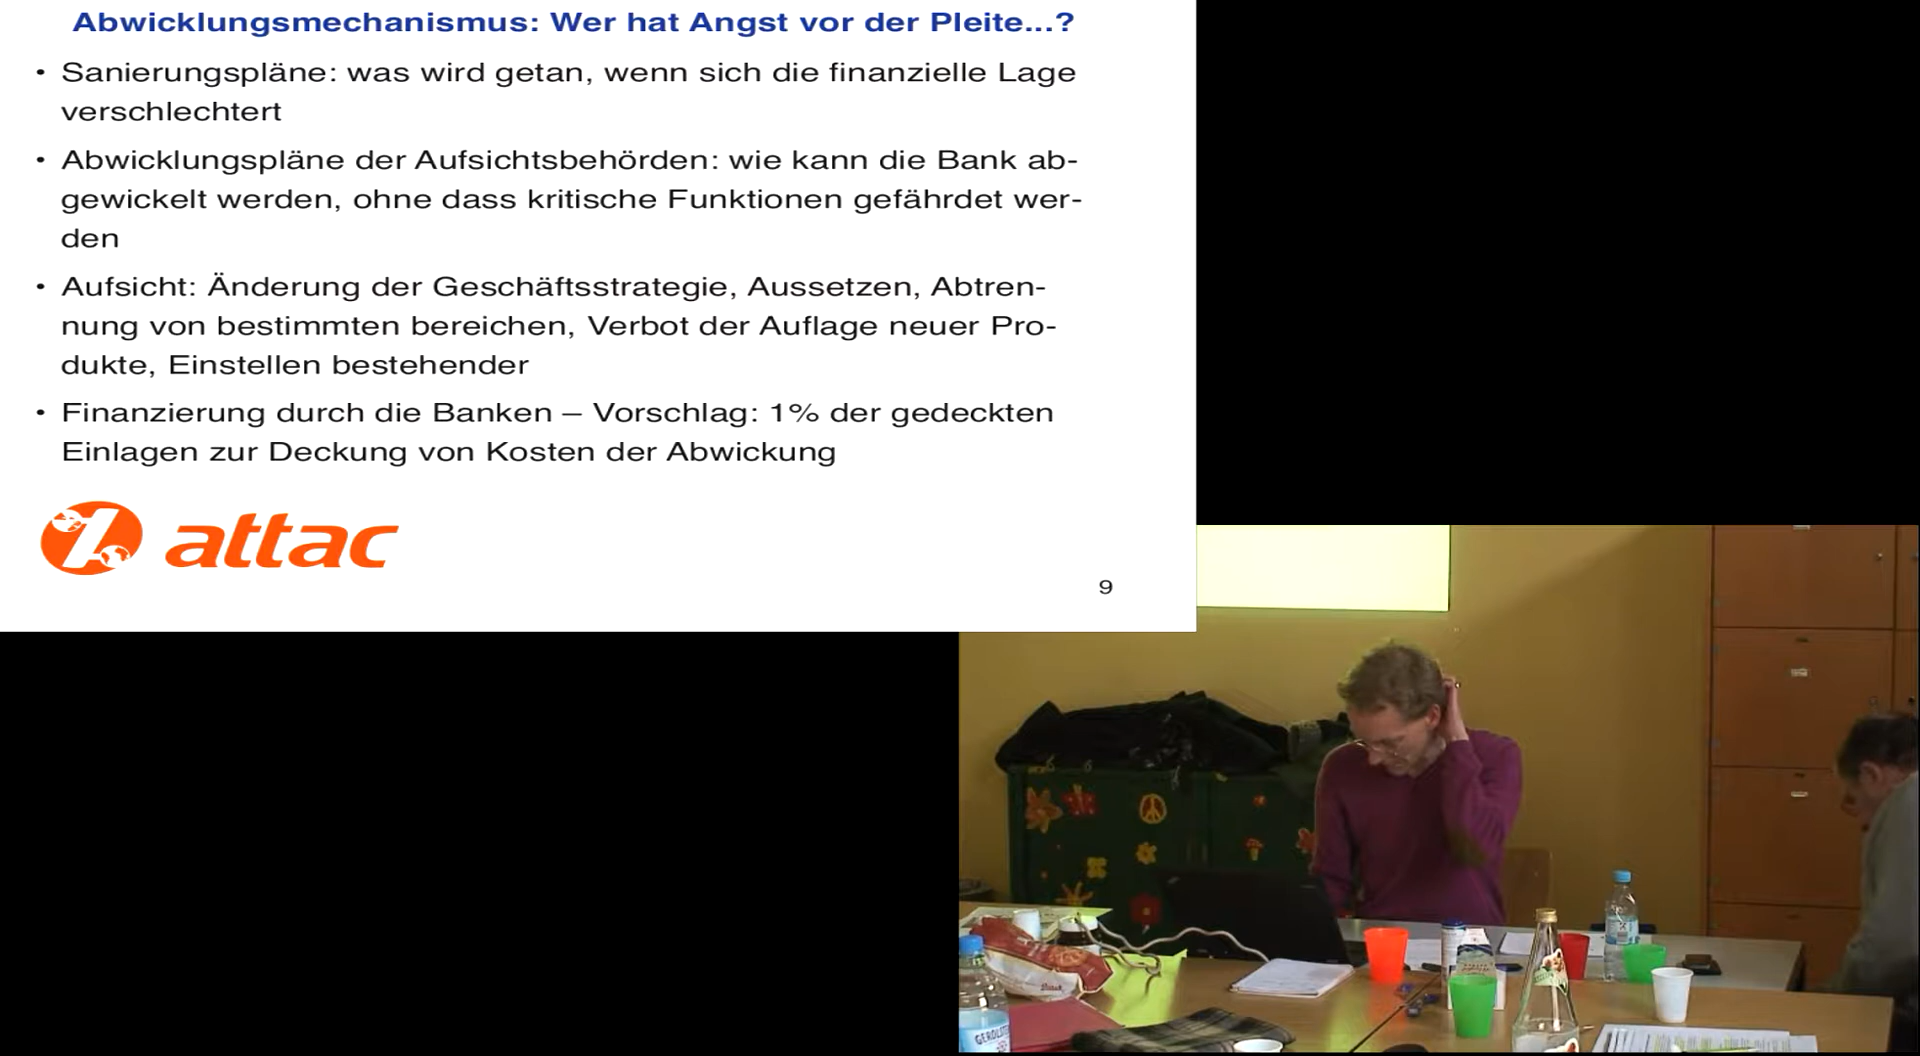 Abwicklungsmechanismus: Wer hat Angst vor der Pleite...?
• Sanierungspläne: was wird getan, wenn sich die finanzielle Lage
verschlechtert
• Abwicklungspläne der Aufsichtsbehörden: wie kann die Bank ab-
gewickelt werden, ohne dass kritische Funktionen gefährdet wer-
den
• Aufsicht: Änderung der Geschäftsstrategie, Aussetzen, Abtren-
nung von bestimmten bereichen, Verbot der Auflage neuer Pro-
dukte, Einstellen bestehender
• Finanzierung durch die Banken – Vorschlag: 1% der gedeckten
Einlagen zur Deckung von Kosten der Abwickung
attac
9